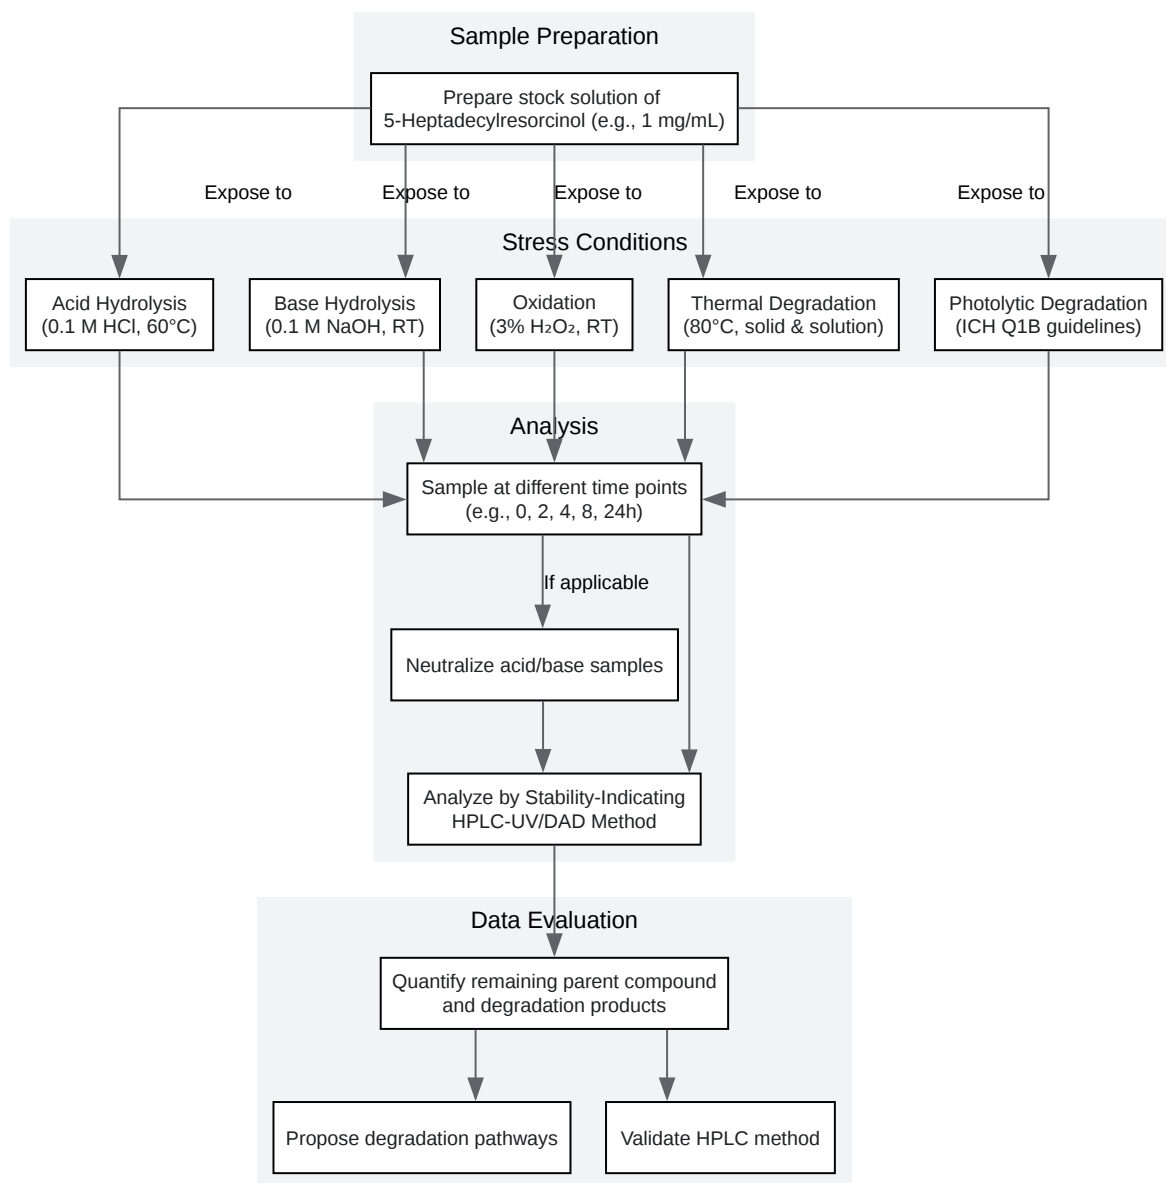 Sample Preparation
Prepare stock solution of
5-Heptadecylresorcinol (e.g., 1 mg/mL)
Expose to
Expose to
Expose to
Expose to
Expose to
Stress Conditions
Acid Hydrolysis
(0.1 M HCl, 60°C)
Base Hydrolysis
(0.1 M NaOH, RT)
Oxidation
(3% H₂O₂, RT)
Thermal Degradation
(80°C, solid & solution)
Photolytic Degradation
(ICH Q1B guidelines)
Analysis
Sample at different time points
(e.g., 0, 2, 4, 8, 24h)
If applicable
Neutralize acid/base samples
Analyze by Stability-Indicating
HPLC-UV/DAD Method
Data Evaluation
Quantify remaining parent compound
and degradation products
Propose degradation pathways
Validate HPLC method